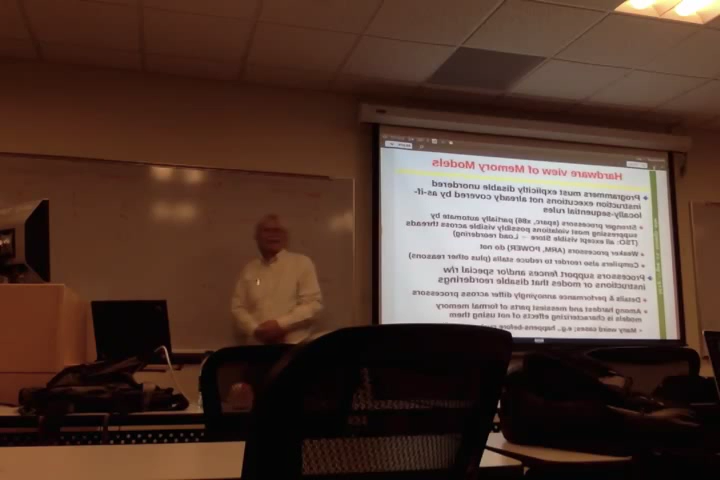 Hardware view of Memory Models
Programmers must explicitly disable unordered
instruction executions not already covered by as-if-
locally-sequential rules
Stronger processors (sparc, x86) partially automate by
suppressing most violations possibly visible across threads
(TSO: all except visible Store – Load reordering)
Weaker processors (ARM, POWER) do not
Compilers also reorder to reduce stalls (plus other reasons)
Processors support fences and/or special r/w
instructions or modes that disable reorderings
Details & performance annoyingly differ across processors
Among hardest and messiest parts of formal memory
models is characterizing effects of not using them
Many weird cases; e.g., happens-before